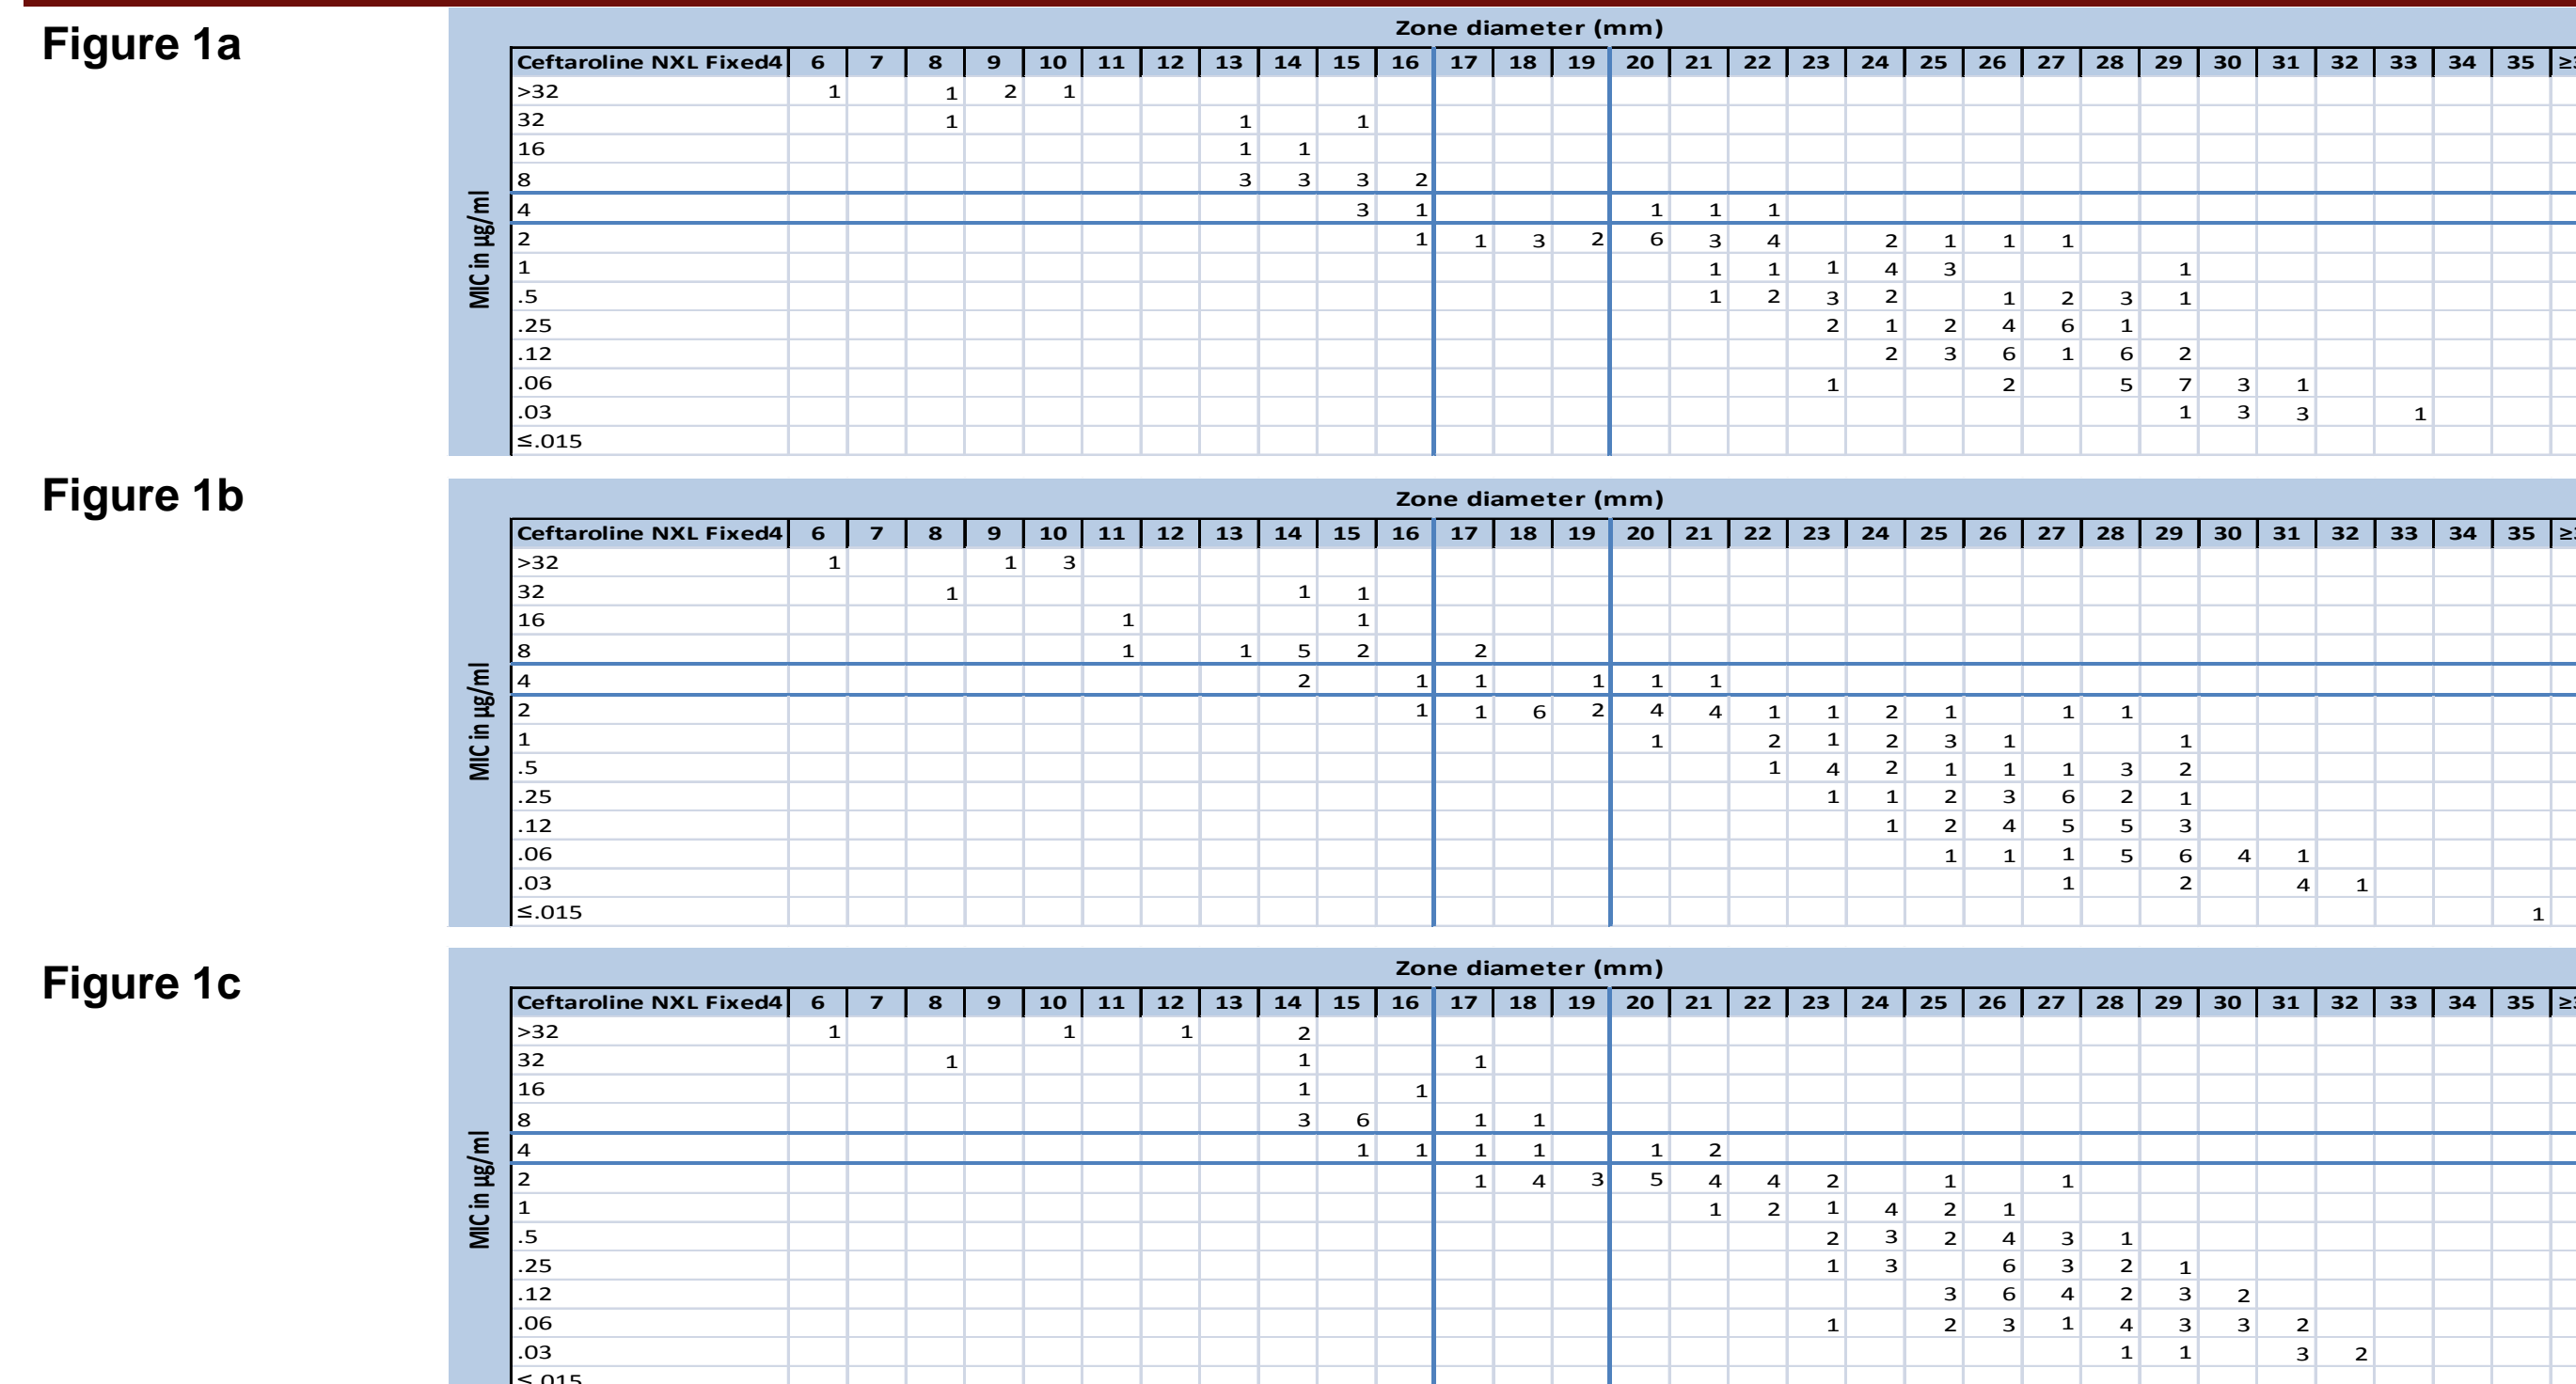 Figure 1a
Zone diameter (mm)
Ceftaroline NXL Fixed4 6 7 8 9 10 11 12 13 14 15 16 17 18 19 20 21 22 23 24 25 26 27 28 29 30 31 32 33 34 35
MIC in µg/ml
>32 1 1 2 1
32 1 1 1
16 1 1
8 3 3 3 2
4 3 1 1 1 1
2 1 1 3 2 6 3 4 2 1 1 1
1 1 1 1 4 3 1
.5 1 2 3 2 1 2 3 1
.25 2 1 2 4 6 1
.12 2 3 6 1 6 2
.06 1 2 5 7 3 1
.03 1 3 3 1
≤.015
Figure 1b
Zone diameter (mm)
Ceftaroline NXL Fixed4 6 7 8 9 10 11 12 13 14 15 16 17 18 19 20 21 22 23 24 25 26 27 28 29 30 31 32 33 34 35
MIC in µg/ml
>32 1 1 3
32 1 1 1
16 1 1
8 1 1 5 2 2
4 2 1 1 1 1 1
2 1 1 6 2 4 4 1 1 2 1 1 1
1 1 2 1 2 3 1 1
.5 1 4 2 1 1 1 3 2
.25 1 1 2 3 6 2 1
.12 1 2 4 5 5 3
.06 1 1 1 5 6 4 1
.03 1 2 4 1
≤.015 1
Figure 1c
Zone diameter (mm)
Ceftaroline NXL Fixed4 6 7 8 9 10 11 12 13 14 15 16 17 18 19 20 21 22 23 24 25 26 27 28 29 30 31 32 33 34 35
MIC in µg/ml
>32 1 1 1 2
32 1 1 1
16 1 1
8 3 6 1 1
4 1 1 1 1 1 2
2 1 4 3 5 4 4 2 1 1
1 1 2 1 4 2 1
.5 2 3 2 4 3 1
.25 1 3 6 3 2 1
.12 3 6 4 2 3 2
.06 1 2 3 1 4 3 3 2
.03 1 1 3 2
≤.015